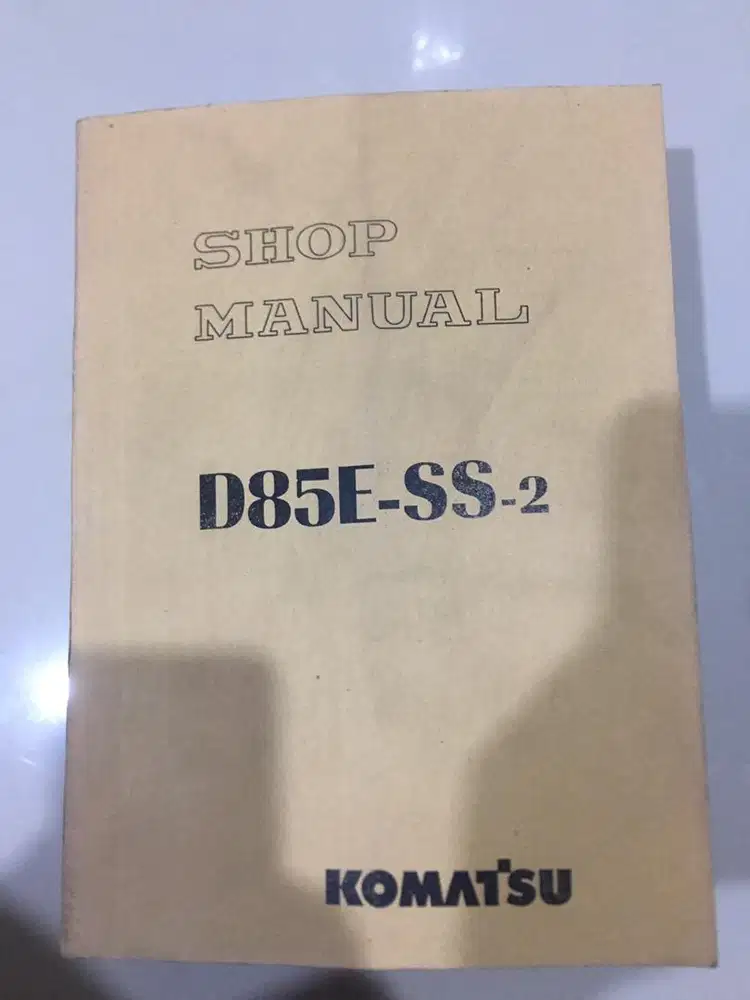 SHOP
MANUAL
D85E-SS-2
KOMATSU